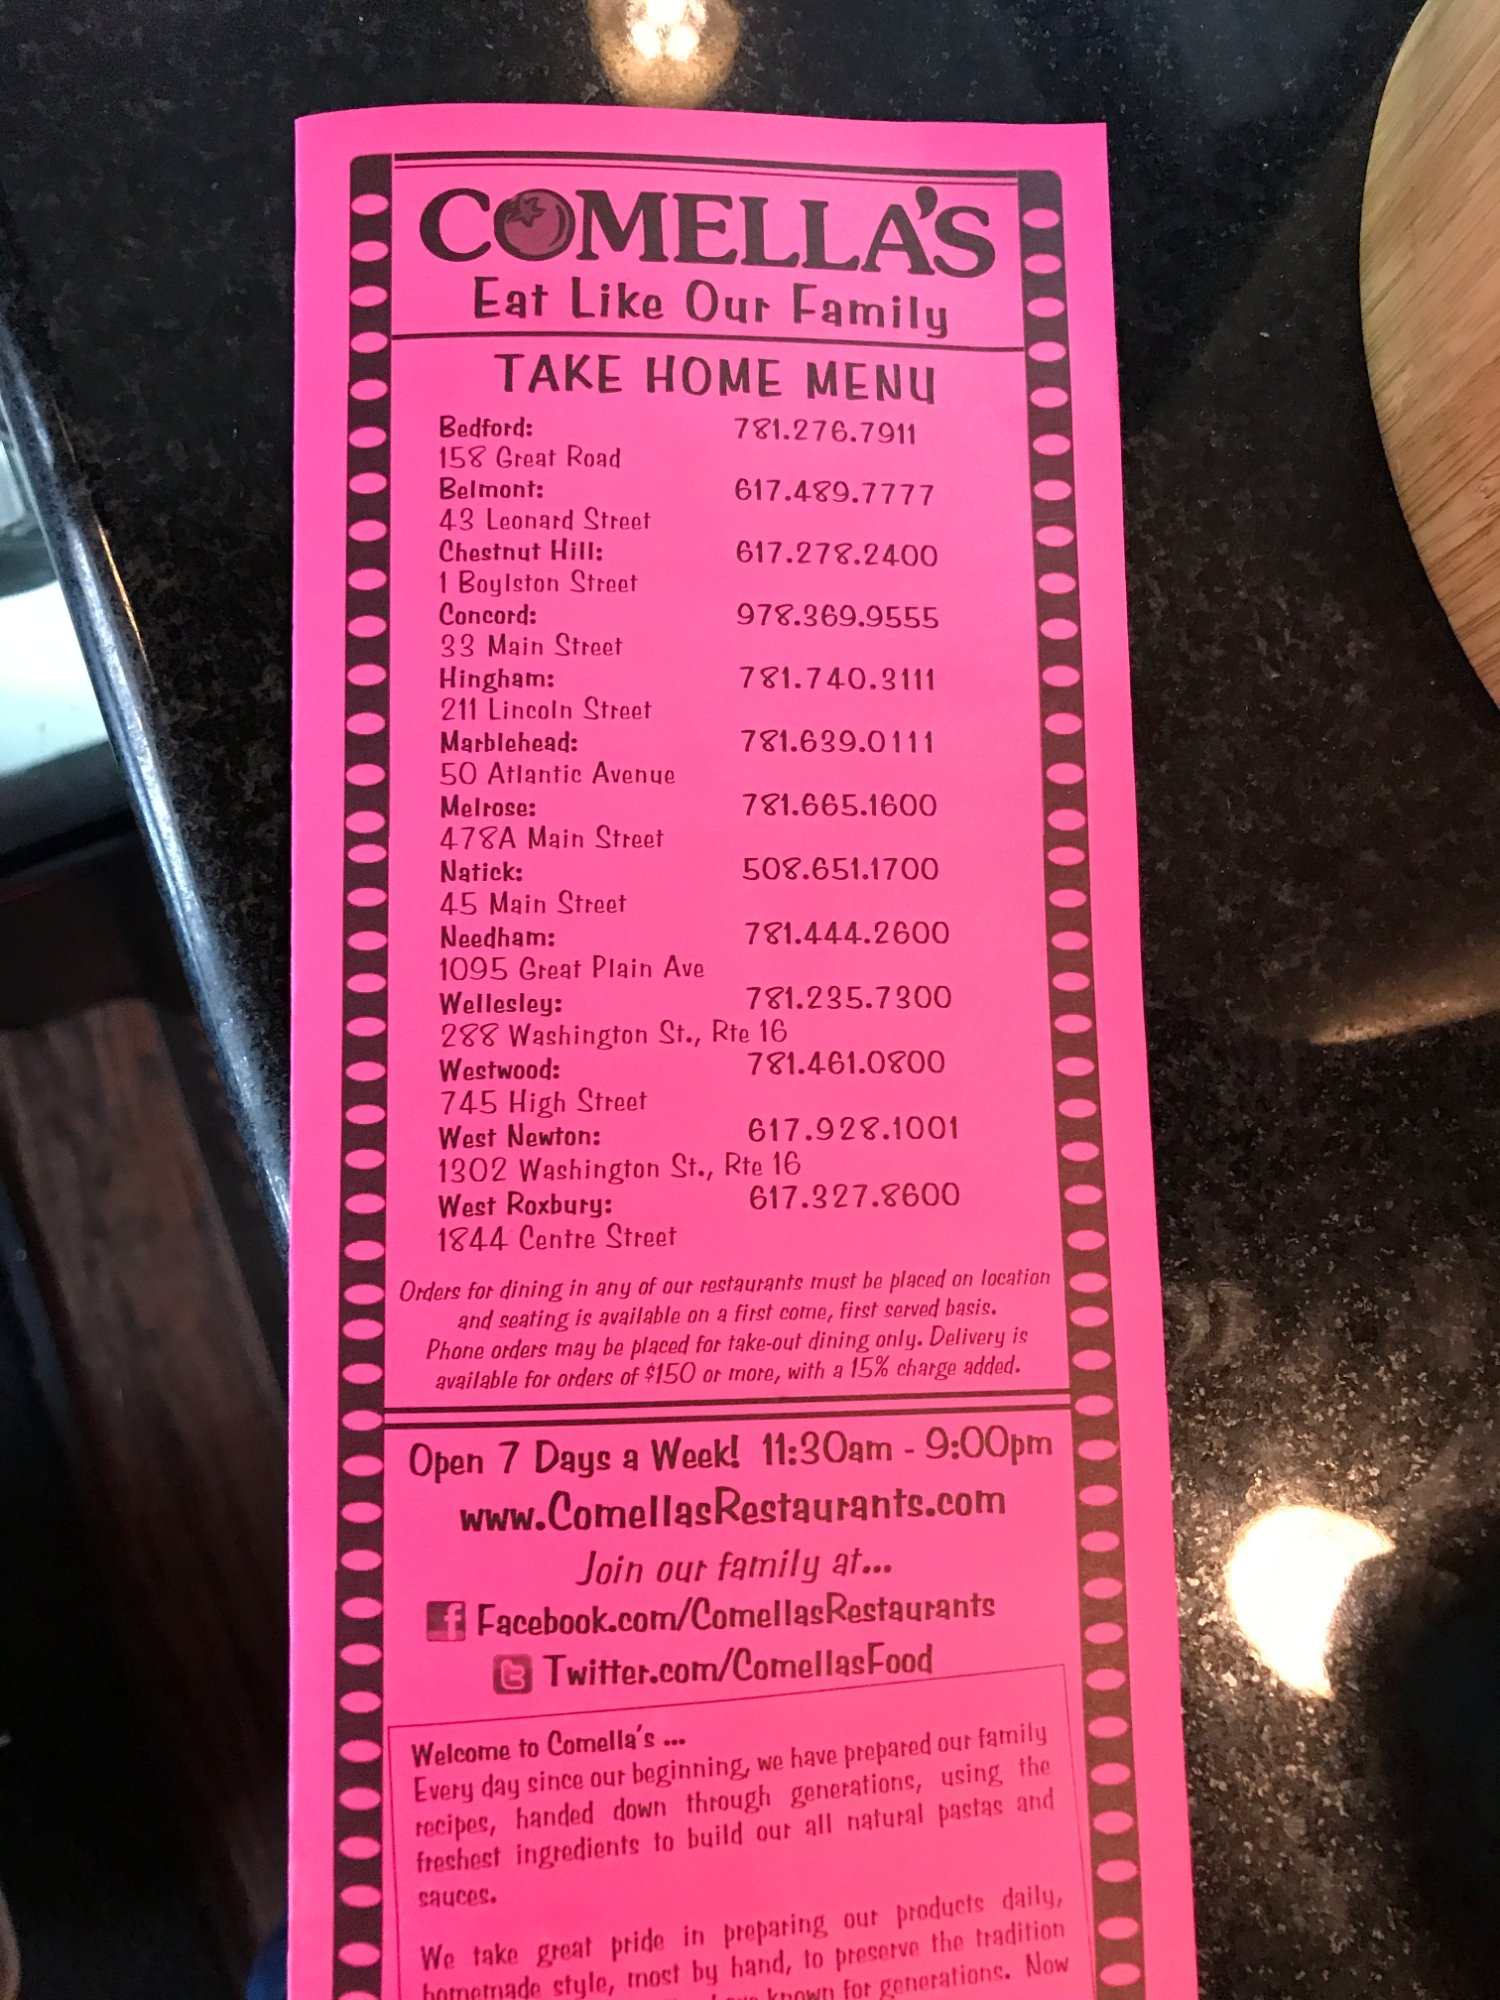 COMELLA'S
Eat Like Our Family
TAKE HOME MENU
Bedford: 781.276.7911
158 Great Road
Belmont: 617.489.7777
43 Leonard Street
Chestnut Hill: 617.278.2400
1 Boylston Street
Concord: 978.369.9555
33 Main Street
Hingham: 781.740.3111
211 Lincoln Street
Marblehead: 781.639.0111
50 Atlantic Avenue
Melrose: 781.665.1600
478A Main Street
Natick: 508.651.1700
45 Main Street
Needham: 781.444.2600
1095 Great Plain Ave
Wellesley: 781.235.7300
288 Washington St., Rte 16
Westwood: 781.461.0800
745 High Street
West Newton: 617.928.1001
1302 Washington St., Rte 16
West Roxbury: 617.327.8600
1844 Centre Street
Orders for dining in any of our restaurants must be placed on location
and seating is available on a first come, first served basis.
Phone orders may be placed for take-out dining only. Delivery is
available for orders of $150 or more, with a 15% charge added.
Open 7 Days a Week! 11:30am - 9:00pm
www.ComellasRestaurants.com
Join our family at...
f Facebook.com/ComellasRestaurants
t Twitter.com/ComellasFood
Welcome to Comella's ...
Every day since our beginning, we have prepared our family
recipes, handed down through generations, using the
freshest ingredients to build our all natural pastas and
sauces.
We take great pride in preparing our products daily,
homemade style, most by hand, to preserve the tradition
known for generations. Now